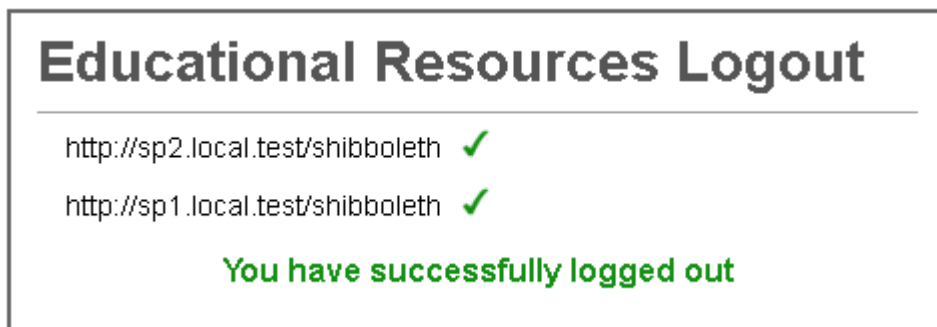 Educational Resources Logout
http://sp2.local.test/shibboleth ✓
http://sp1.local.test/shibboleth ✓
You have successfully logged out